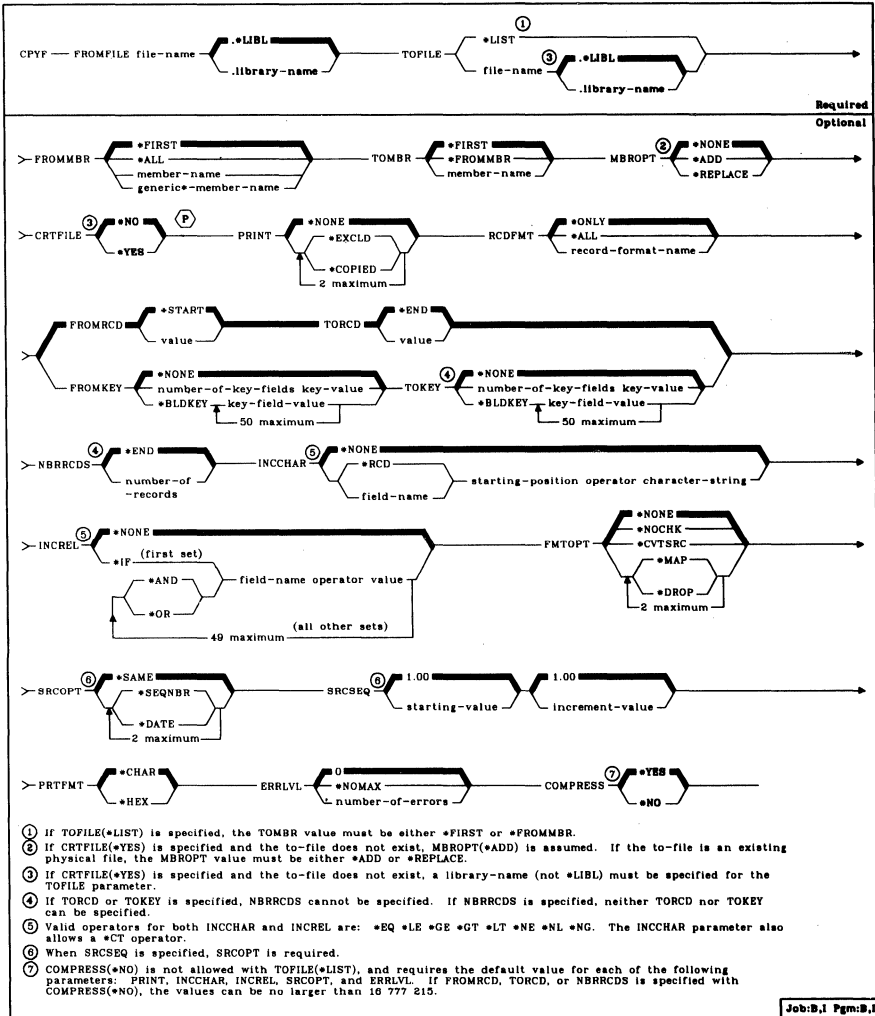 CPYF FROMFILE file-name .*LIBL .library-name TOFILE *LIST ①
file-name ③ .*LIBL .library-name
Required
Optional
FROMMBR *FIRST TOMBR *FIRST MBROPT ② *NONE
*ALL *FROMMBR *ADD
member-name member-name *REPLACE
generic*-member-name
CRTFILE ③ *NO P PRINT *NONE RCDFMT *ONLY
*YES *EXCLD *ALL
*COPIED record-format-name
2 maximum
FROMRCD *START TORCD *END
value value
FROMKEY *NONE TOKEY ④ *NONE
number-of-key-fields key-value number-of-key-fields key-value
*BLDKEY key-field-value *BLDKEY key-field-value
50 maximum 50 maximum
NBRRCDS ④ *END INCCHAR ⑤ *NONE
number-of *RCD starting-position operator character-string
-records field-name
INCREL ⑤ *NONE FMTOPT *NONE
*IF (first set) *NOCHK
*AND field-name operator value *CVTSRC
*OR *MAP
(all other sets) *DROP
49 maximum 2 maximum
SRCOPT ⑥ *SAME SRCSEQ ⑥ 1.00 1.00
*SEQNBR starting-value increment-value
*DATE
2 maximum
PRTFMT *CHAR ERRLVL 0 COMPRESS ⑦ *YES
*HEX *NOMAX *NO
number-of-errors
① If TOFILE(*LIST) is specified, the TOMBR value must be either *FIRST or *FROMMBR.
② If CRTFILE(*YES) is specified and the to-file does not exist, MBROPT(*ADD) is assumed. If the to-file is an existing
physical file, the MBROPT value must be either *ADD or *REPLACE.
③ If CRTFILE(*YES) is specified and the to-file does not exist, a library-name (not *LIBL) must be specified for the
TOFILE parameter.
④ If TORCD or TOKEY is specified, NBRRCDS cannot be specified. If NBRRCDS is specified, neither TORCD nor TOKEY
can be specified.
⑤ Valid operators for both INCCHAR and INCREL are: *EQ *LE *GE *GT *LT *NE *NL *NG. The INCCHAR parameter also
allows a *CT operator.
⑥ When SRCSEQ is specified, SRCOPT is required.
⑦ COMPRESS(*NO) is not allowed with TOFILE(*LIST), and requires the default value for each of the following
parameters: PRINT, INCCHAR, INCREL, SRCOPT, and ERRLVL. If FROMRCD, TORCD, or NBRRCDS is specified with
COMPRESS(*NO), the values can be no larger than 16 777 215.
Job:B,I Pgm:B,